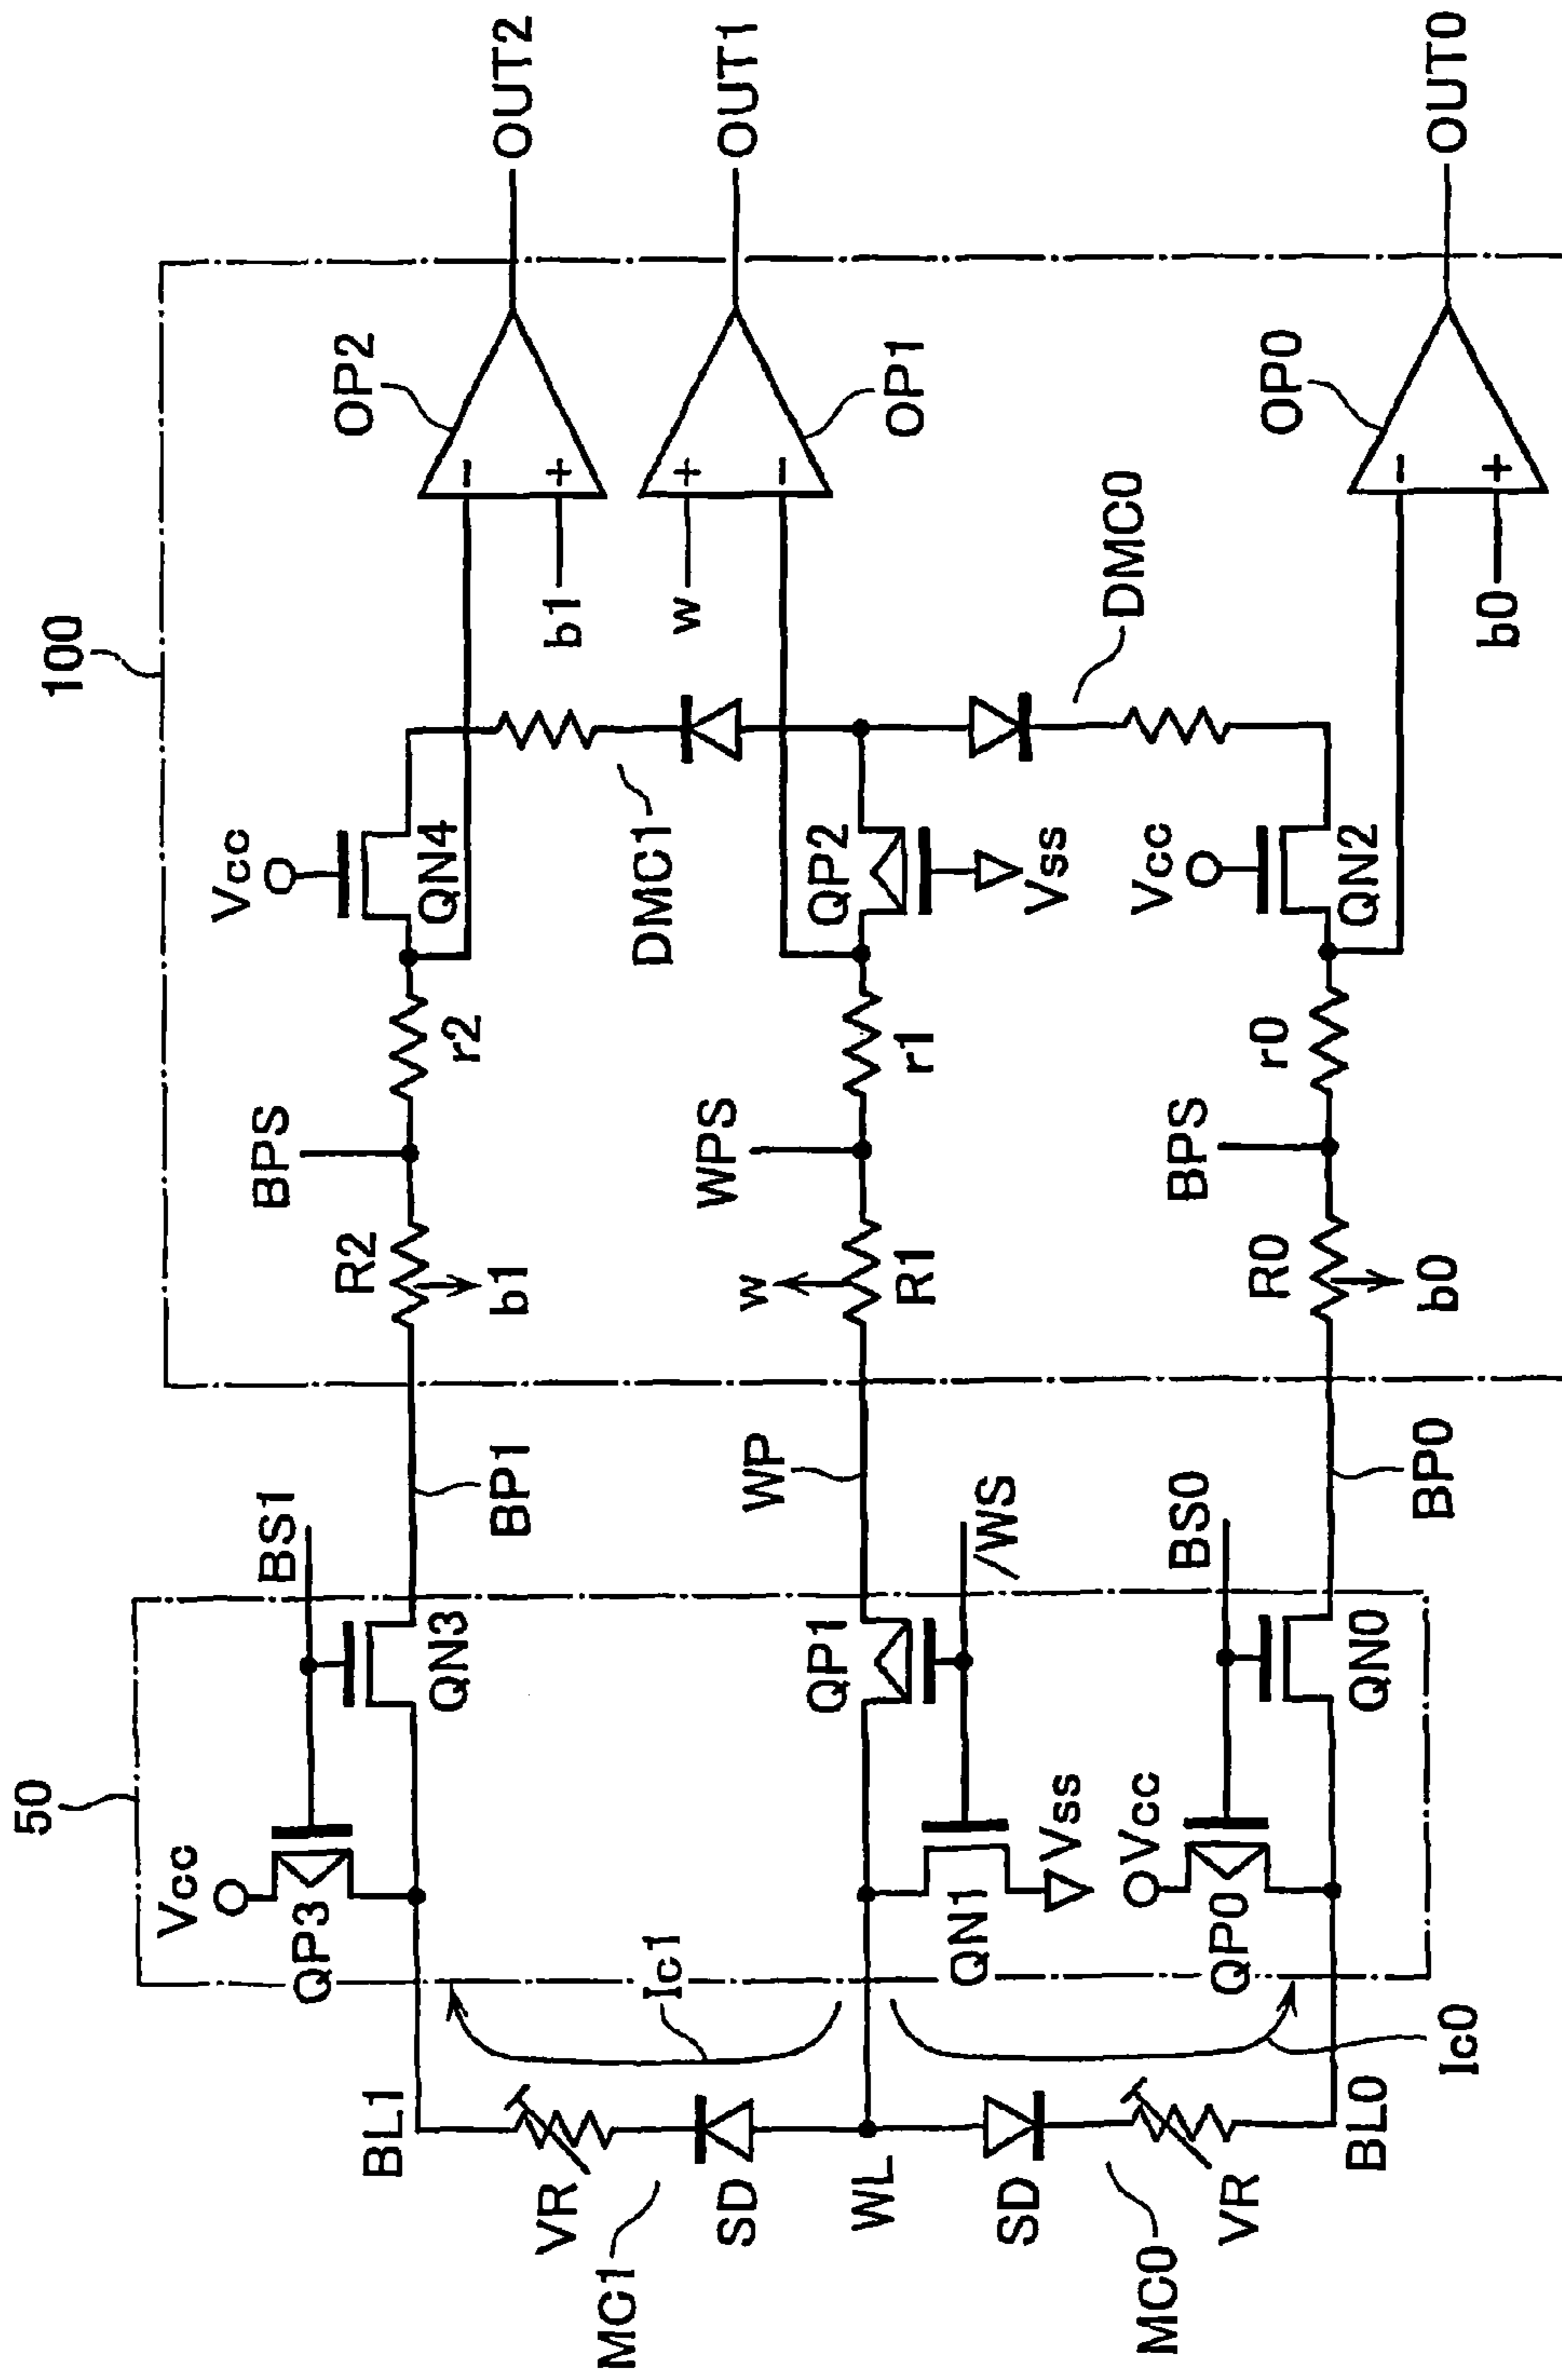 100
OUT2
OP2
−
+
b1
OUT1
w
+
−
OP1
OUT0
OP0
−
+
b0
Vcc
QN4
DMC1
DMC0
QP2
Vss
Vcc
QN2
r2
r1
r0
BPS
WPS
BPS
R2
b1
w
R1
R0
b0
BP1
WP
BP0
50
BS1
/WS
BS0
QN3
QP1
QN0
Vcc
QP3
QN1
Vss
Vcc
QP0
Ic1
Ic0
BL1
WL
BL0
VR
MC1
SD
SD
MC0
VR